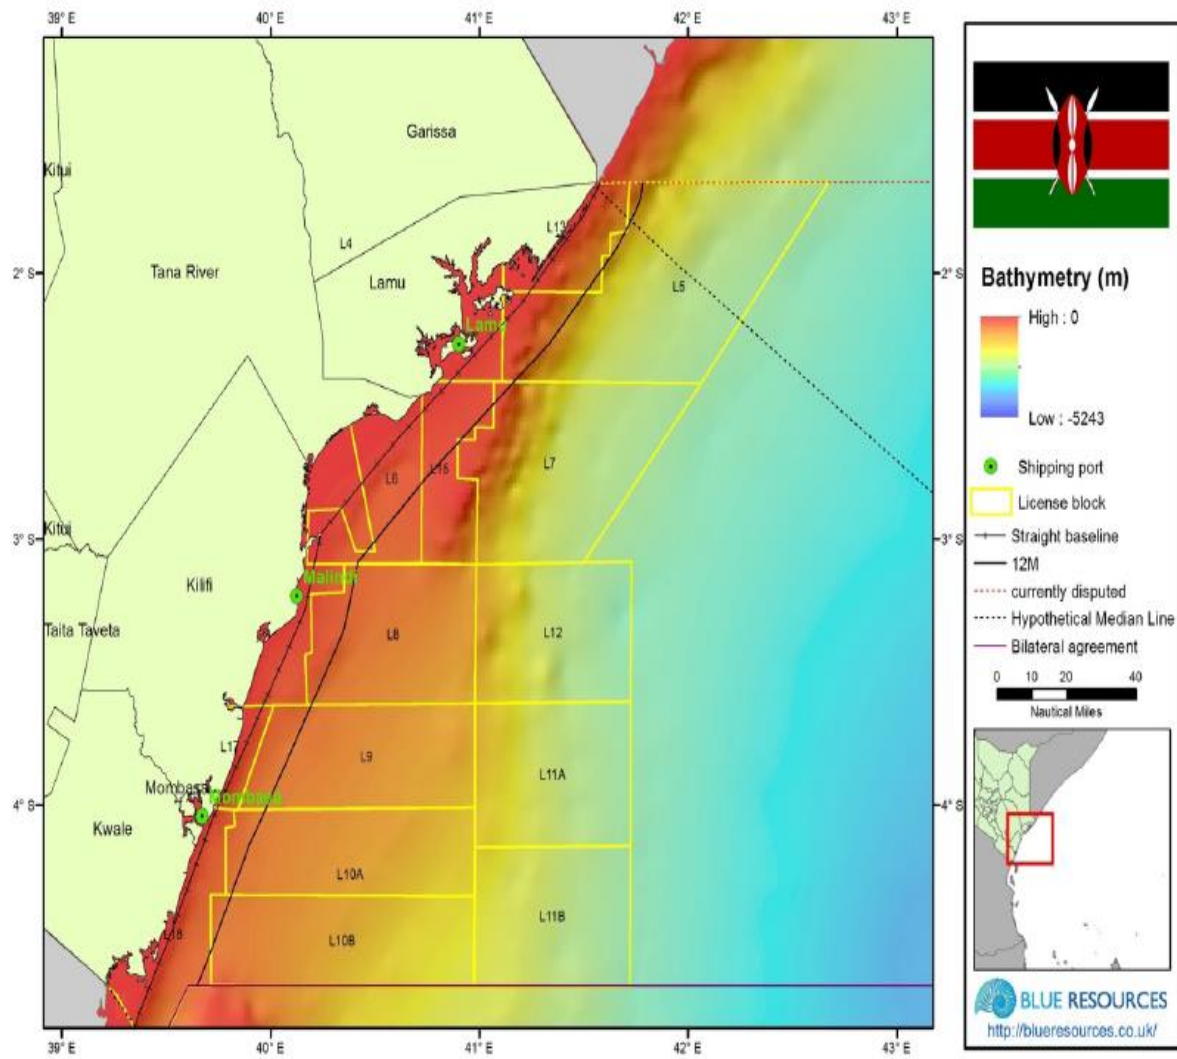 39° E
40° E
41° E
42° E
43° E
Garissa
Kitui
L4
L13
2° S
Tana River
Lamu
L5
2° S
Bathymetry (m)
High : 0
Lamu
Low : -5243
L6
L16
L7
Shipping port
License block
Kitui
3° S
3° S
Straight baseline
12M
Malindi
Kilifi
currently disputed
Hypothetical Median Line
Taita Taveta
L8
L12
Bilateral agreement
0 10 20 40
Nautical Miles
L17
L9
L11A
Mombasa
Mombasa
4° S
4° S
Kwale
L10A
L18
L10B
L11B
BLUE RESOURCES
http://blueresources.co.uk/
39° E
40° E
41° E
42° E
43° E